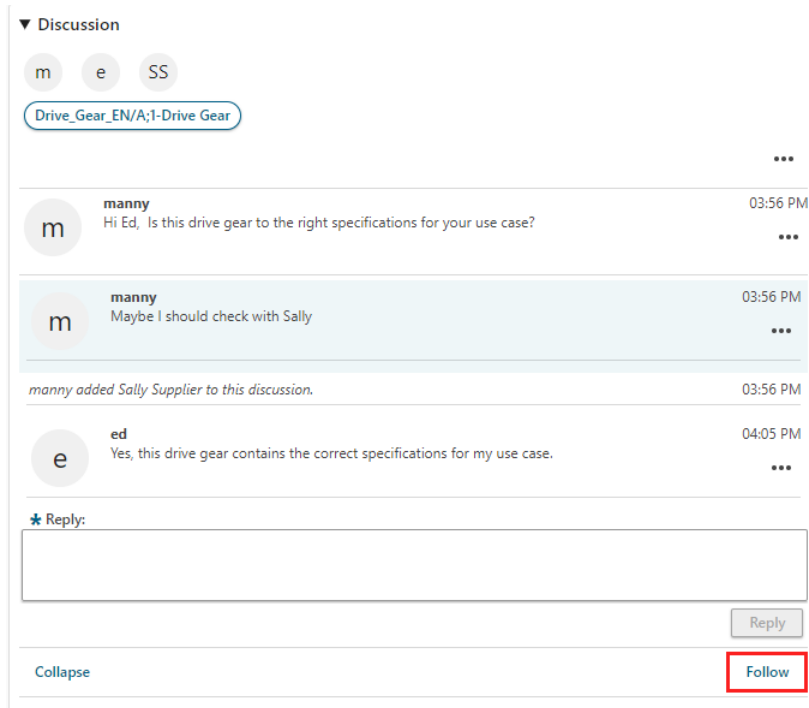 ▼ Discussion
m e SS
Drive_Gear_EN/A;1-Drive Gear
•••
manny 03:56 PM
m Hi Ed, Is this drive gear to the right specifications for your use case?
•••
manny 03:56 PM
m Maybe I should check with Sally
•••
manny added Sally Supplier to this discussion. 03:56 PM
ed 04:05 PM
e Yes, this drive gear contains the correct specifications for my use case.
•••
* Reply:
Reply
Collapse Follow